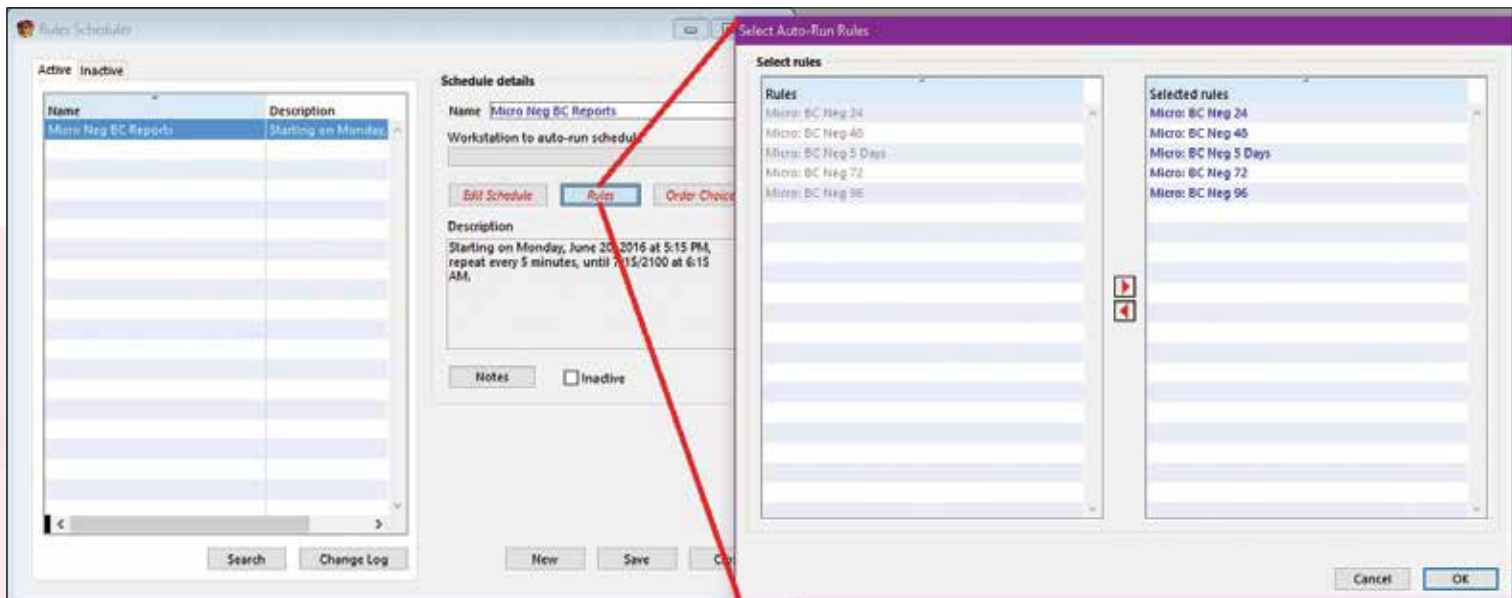 Rules Scheduler
Active Inactive
Name Description
Micro Neg BC Reports Starting on Monday,
Search Change Log
Schedule details
Name Micro Neg BC Reports
Workstation to auto-run schedule
Edit Schedule Rules Order Choice
Description
Starting on Monday, June 20, 2016 at 5:15 PM,
repeat every 5 minutes, until 7/15/2100 at 6:15
AM.
Notes Inactive
New Save Clo
Select Auto-Run Rules
Select rules
Rules
Micro: BC Neg 24
Micro: BC Neg 48
Micro: BC Neg 5 Days
Micro: BC Neg 72
Micro: BC Neg 96
Selected rules
Micro: BC Neg 24
Micro: BC Neg 48
Micro: BC Neg 5 Days
Micro: BC Neg 72
Micro: BC Neg 96
Cancel OK